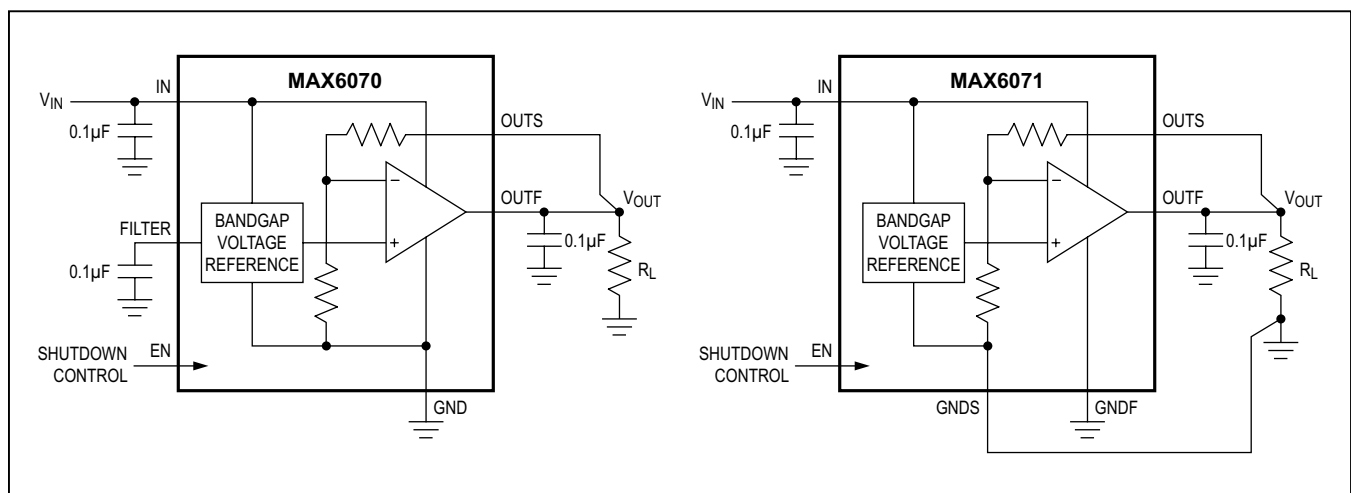 MAX6070
V_IN
IN
0.1µF
OUTS
FILTER
BANDGAP
VOLTAGE
REFERENCE
−
+
OUTF
V_OUT
0.1µF
0.1µF
R_L
SHUTDOWN
CONTROL
EN
GND
MAX6071
V_IN
IN
0.1µF
OUTS
BANDGAP
VOLTAGE
REFERENCE
−
+
OUTF
V_OUT
0.1µF
R_L
SHUTDOWN
CONTROL
EN
GNDS
GNDF